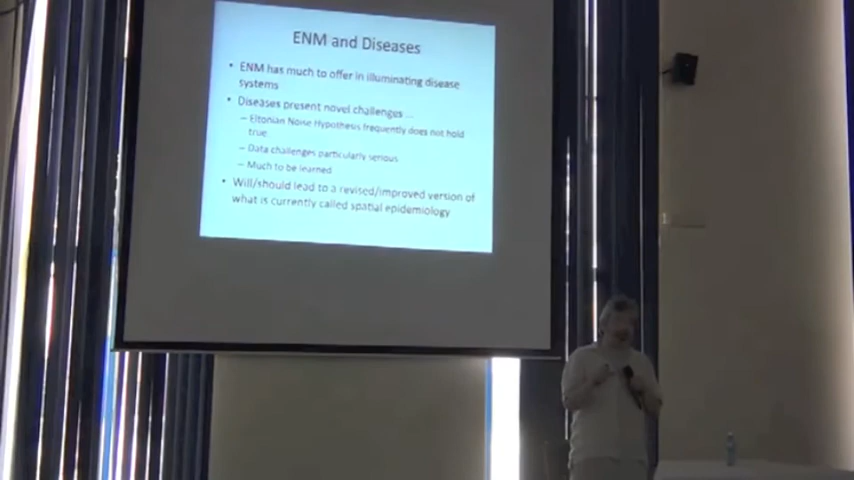 ENM and Diseases
• ENM has much to offer in illuminating disease
systems
• Diseases present novel challenges ...
– Eltonian Noise Hypothesis frequently does not hold
true
– Data challenges particularly serious
– Much to be learned
• Will/should lead to a revised/improved version of
what is currently called spatial epidemiology